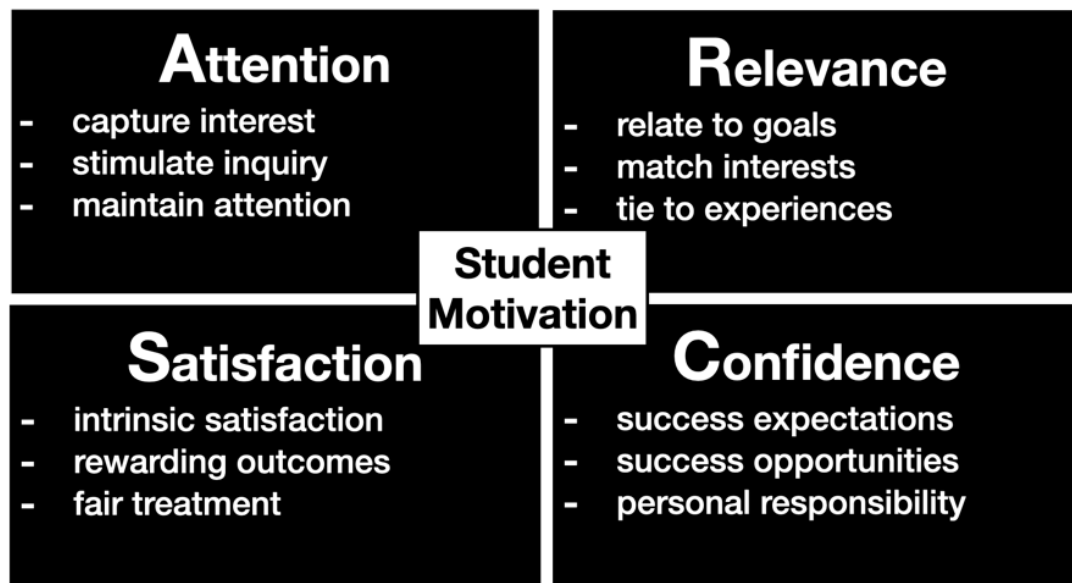 Attention
- capture interest
- stimulate inquiry
- maintain attention
Relevance
- relate to goals
- match interests
- tie to experiences
Student
Motivation
Satisfaction
- intrinsic satisfaction
- rewarding outcomes
- fair treatment
Confidence
- success expectations
- success opportunities
- personal responsibility